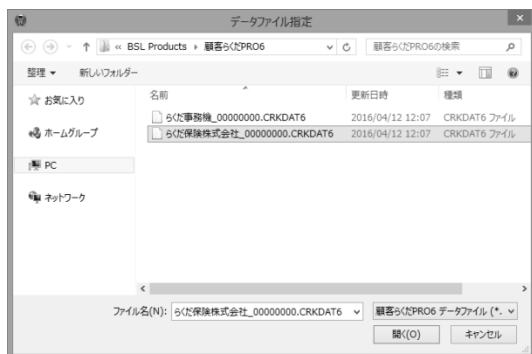 データファイル指定
« BSL Products 顧客らくだPRO6
顧客らくだPRO6の検索
整理 新しいフォルダー
お気に入り
ホームグループ
PC
ネットワーク
名前 更新日時 種類
らくだ事務機_00000000.CRKDAT6 2016/04/12 12:07 CRKDAT6 ファイル
らくだ保険株式会社_00000000.CRKDAT6 2016/04/12 12:07 CRKDAT6 ファイル
ファイル名(N): らくだ保険株式会社_00000000.CRKDAT6 顧客らくだPRO6 データファイル (*.
開く(O) キャンセル